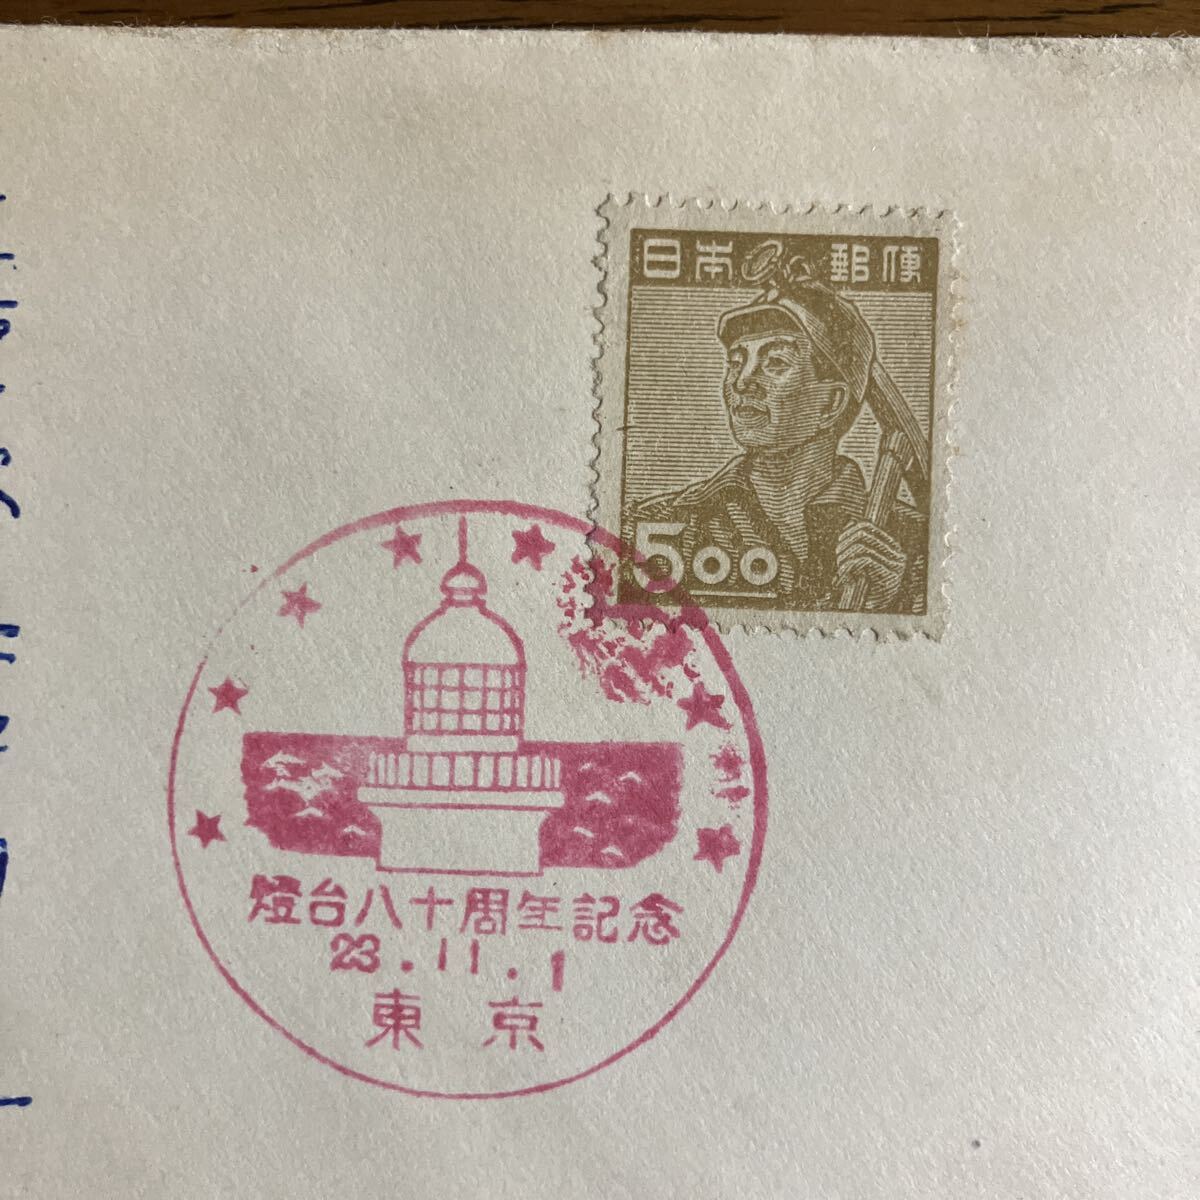 日本郵便
5.00
燈台八十周年記念
23.11.1
東京